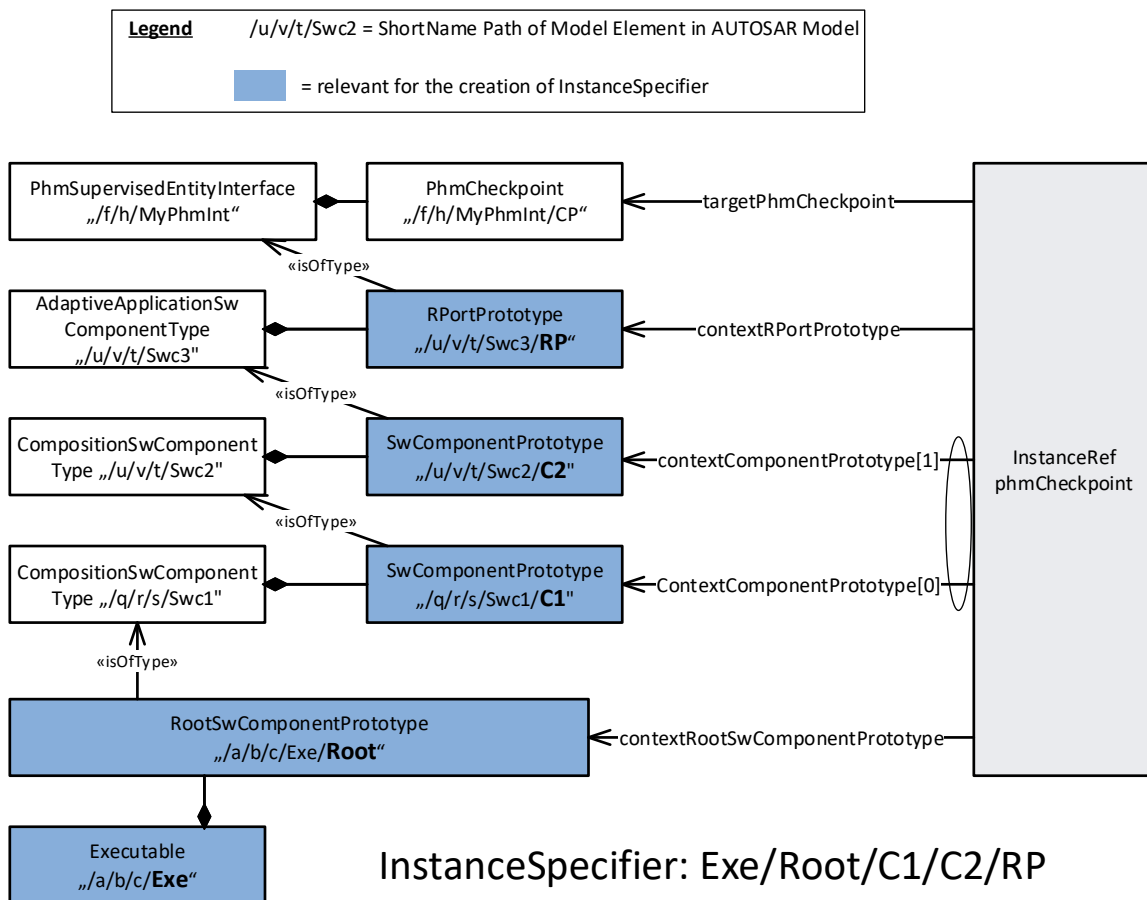 Legend /u/v/t/Swc2 = ShortName Path of Model Element in AUTOSAR Model
= relevant for the creation of InstanceSpecifier
PhmSupervisedEntityInterface
„/f/h/MyPhmInt“
PhmCheckpoint
„/f/h/MyPhmInt/CP“
targetPhmCheckpoint
«isOfType»
AdaptiveApplicationSw
ComponentType
„/u/v/t/Swc3"
RPortPrototype
„/u/v/t/Swc3/RP“
contextRPortPrototype
«isOfType»
CompositionSwComponent
Type „/u/v/t/Swc2"
SwComponentPrototype
„/u/v/t/Swc2/C2"
contextComponentPrototype[1]
InstanceRef
phmCheckpoint
«isOfType»
CompositionSwComponent
Type „/q/r/s/Swc1"
SwComponentPrototype
„/q/r/s/Swc1/C1"
ContextComponentPrototype[0]
«isOfType»
RootSwComponentPrototype
„/a/b/c/Exe/Root“
contextRootSwComponentPrototype
Executable
„/a/b/c/Exe“
InstanceSpecifier: Exe/Root/C1/C2/RP